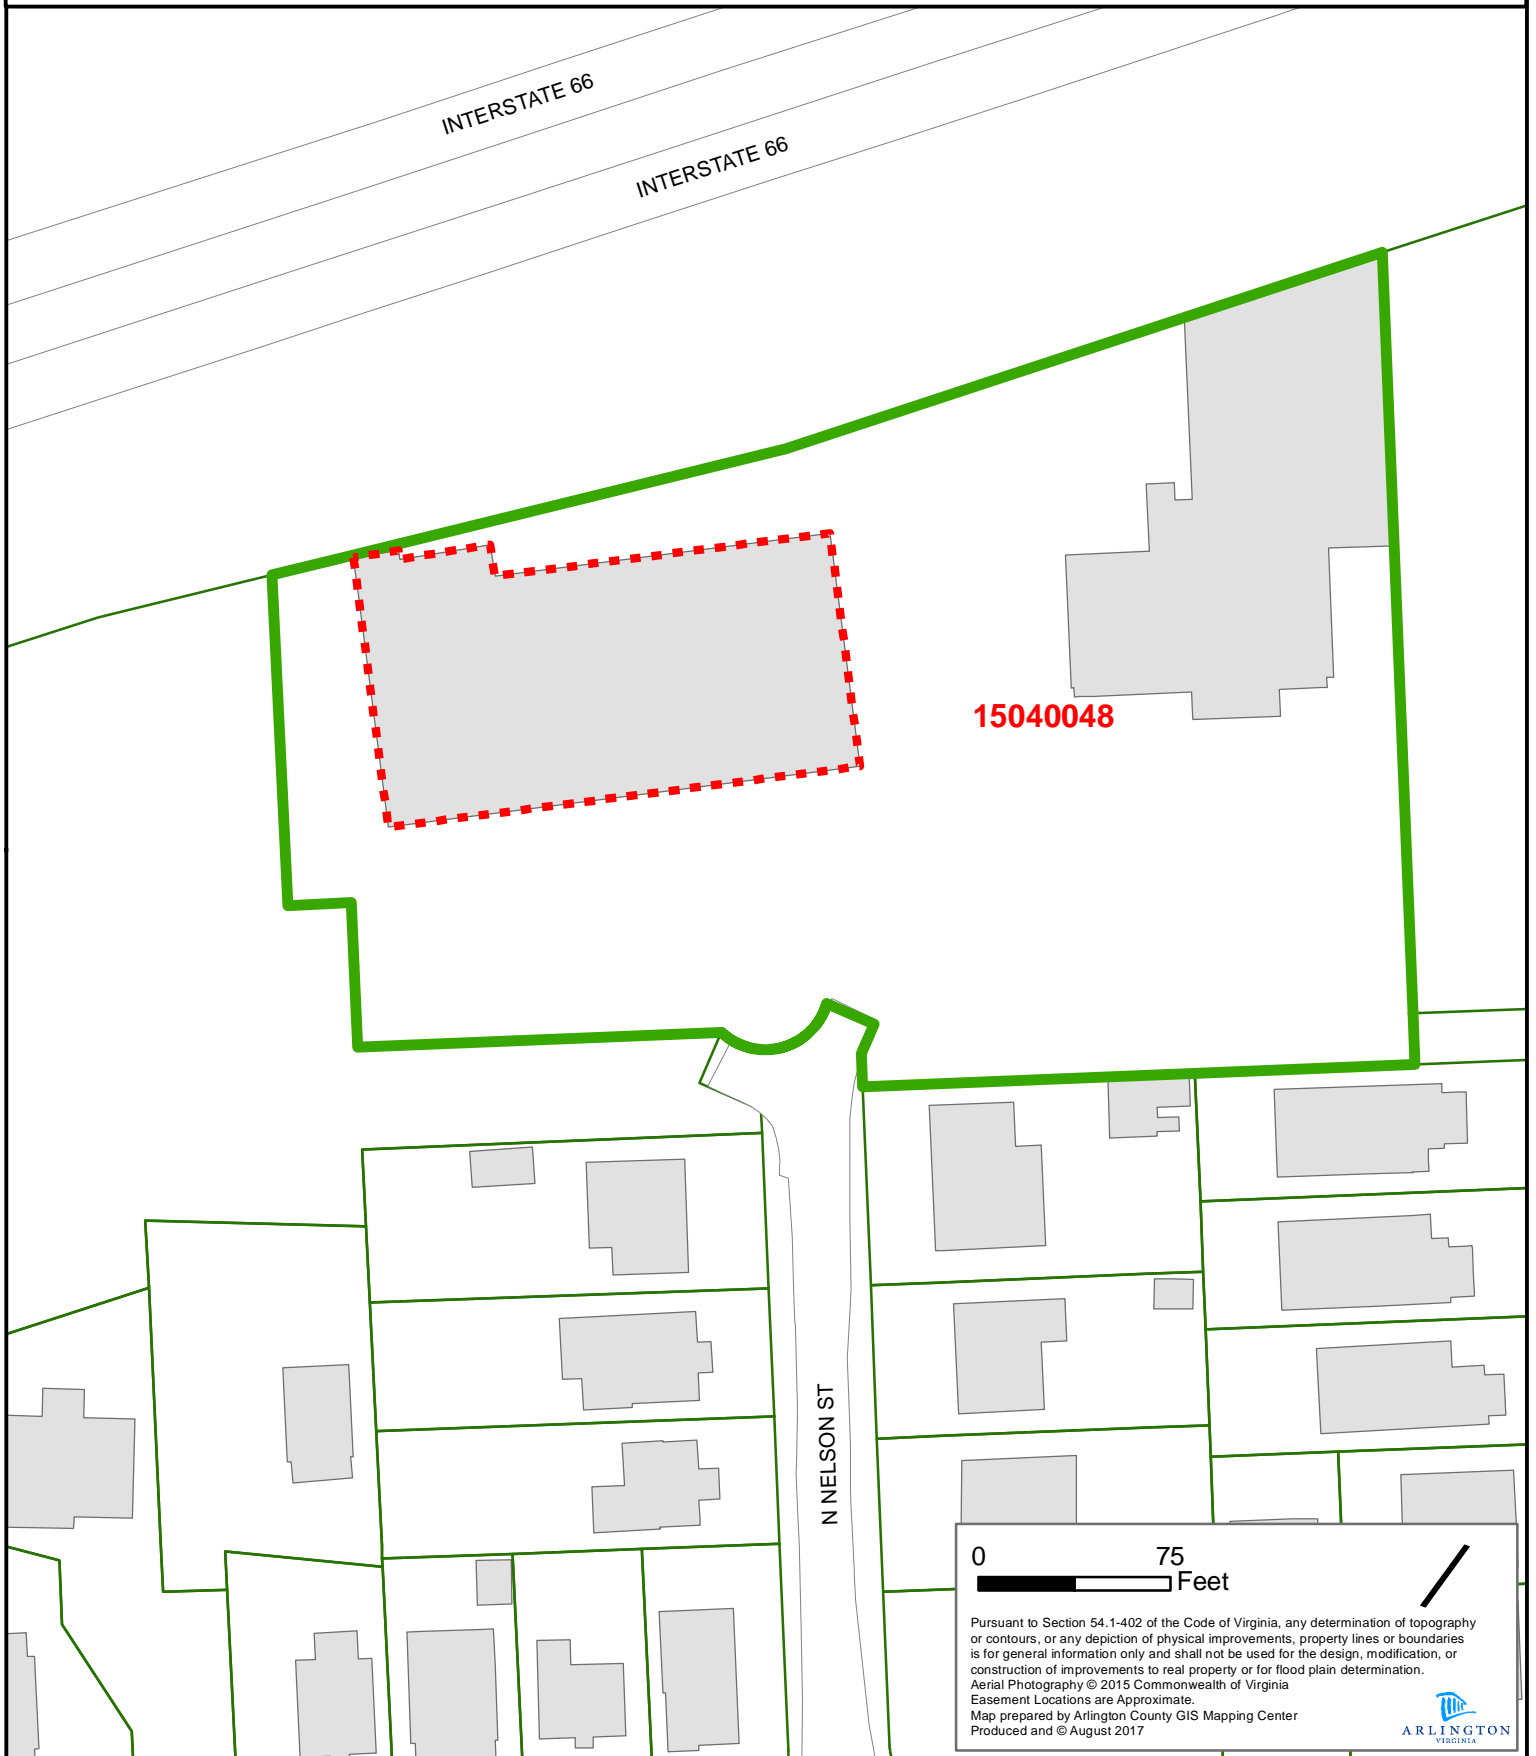 INTERSTATE 66
INTERSTATE 66
15040048
N NELSON ST
0 75
Feet
Pursuant to Section 54.1-402 of the Code of Virginia, any determination of topography
or contours, or any depiction of physical improvements, property lines or boundaries
is for general information only and shall not be used for the design, modification, or
construction of improvements to real property or for flood plain determination.
Aerial Photography © 2015 Commonwealth of Virginia
Easement Locations are Approximate.
Map prepared by Arlington County GIS Mapping Center
Produced and © August 2017
ARLINGTON
VIRGINIA